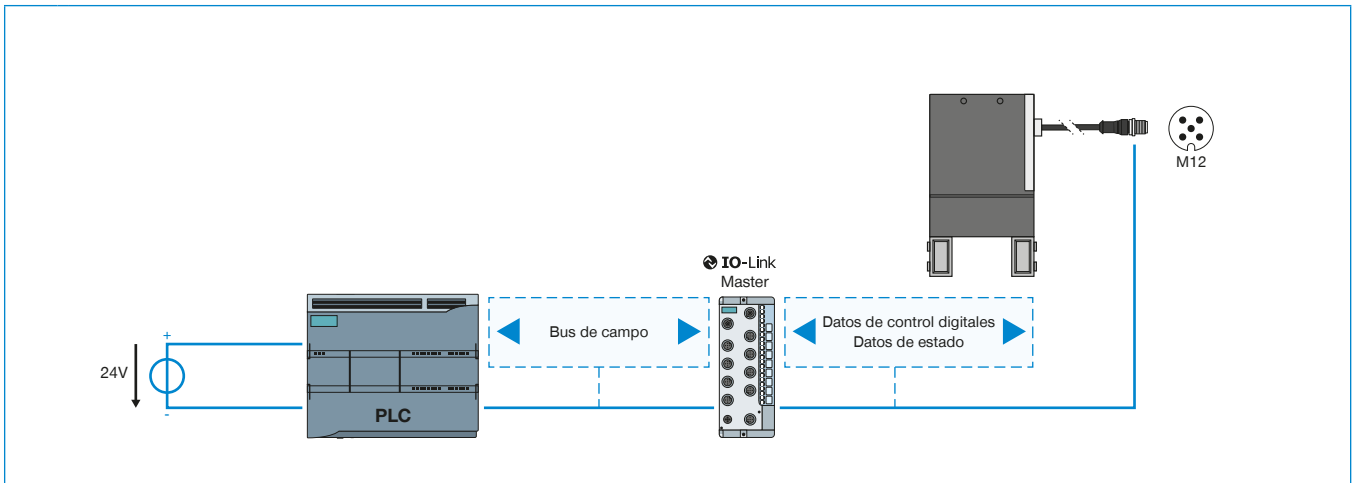 M12
IO-Link
Master
Bus de campo
Datos de control digitales
Datos de estado
+
24V
-
PLC